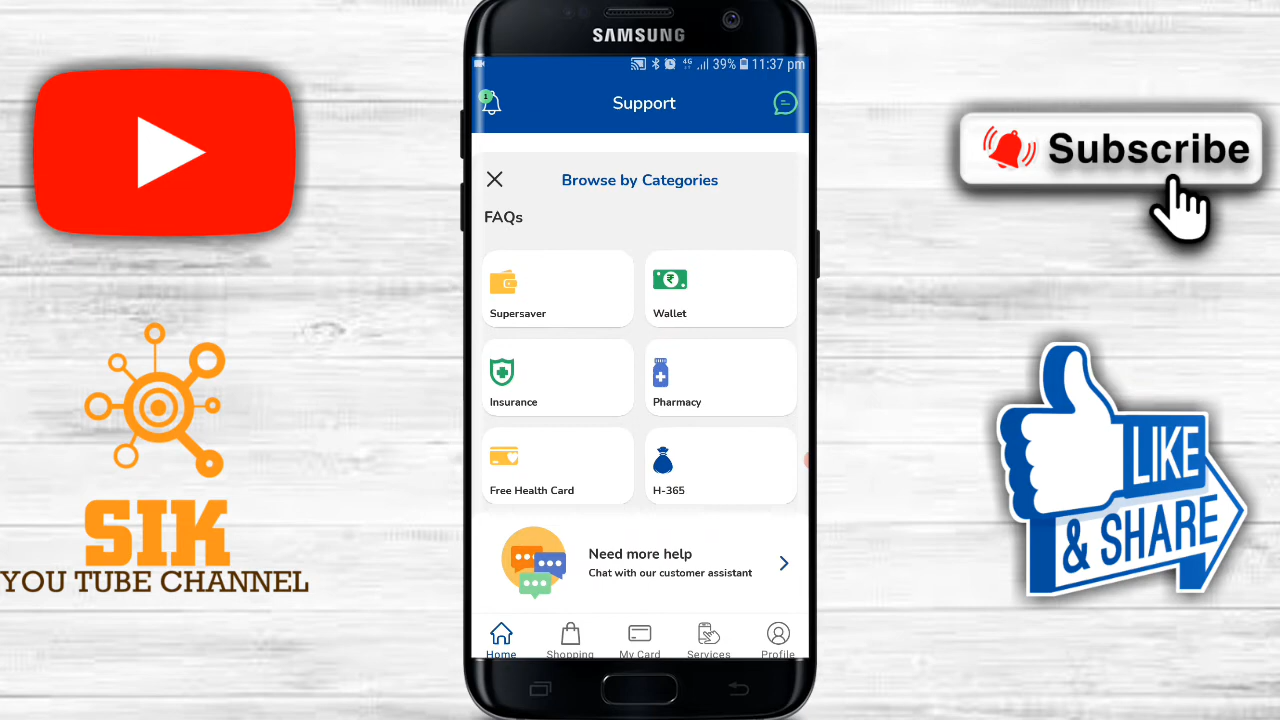 SAMSUNG
4G 39% 11:37 pm
1
Support
Browse by Categories
FAQs
Supersaver
Wallet
Insurance
Pharmacy
Free Health Card
H-365
Need more help
Chat with our customer assistant
Home
Shopping
My Card
Services
Profile
SIK
YOU TUBE CHANNEL
Subscribe
LIKE
& SHARE